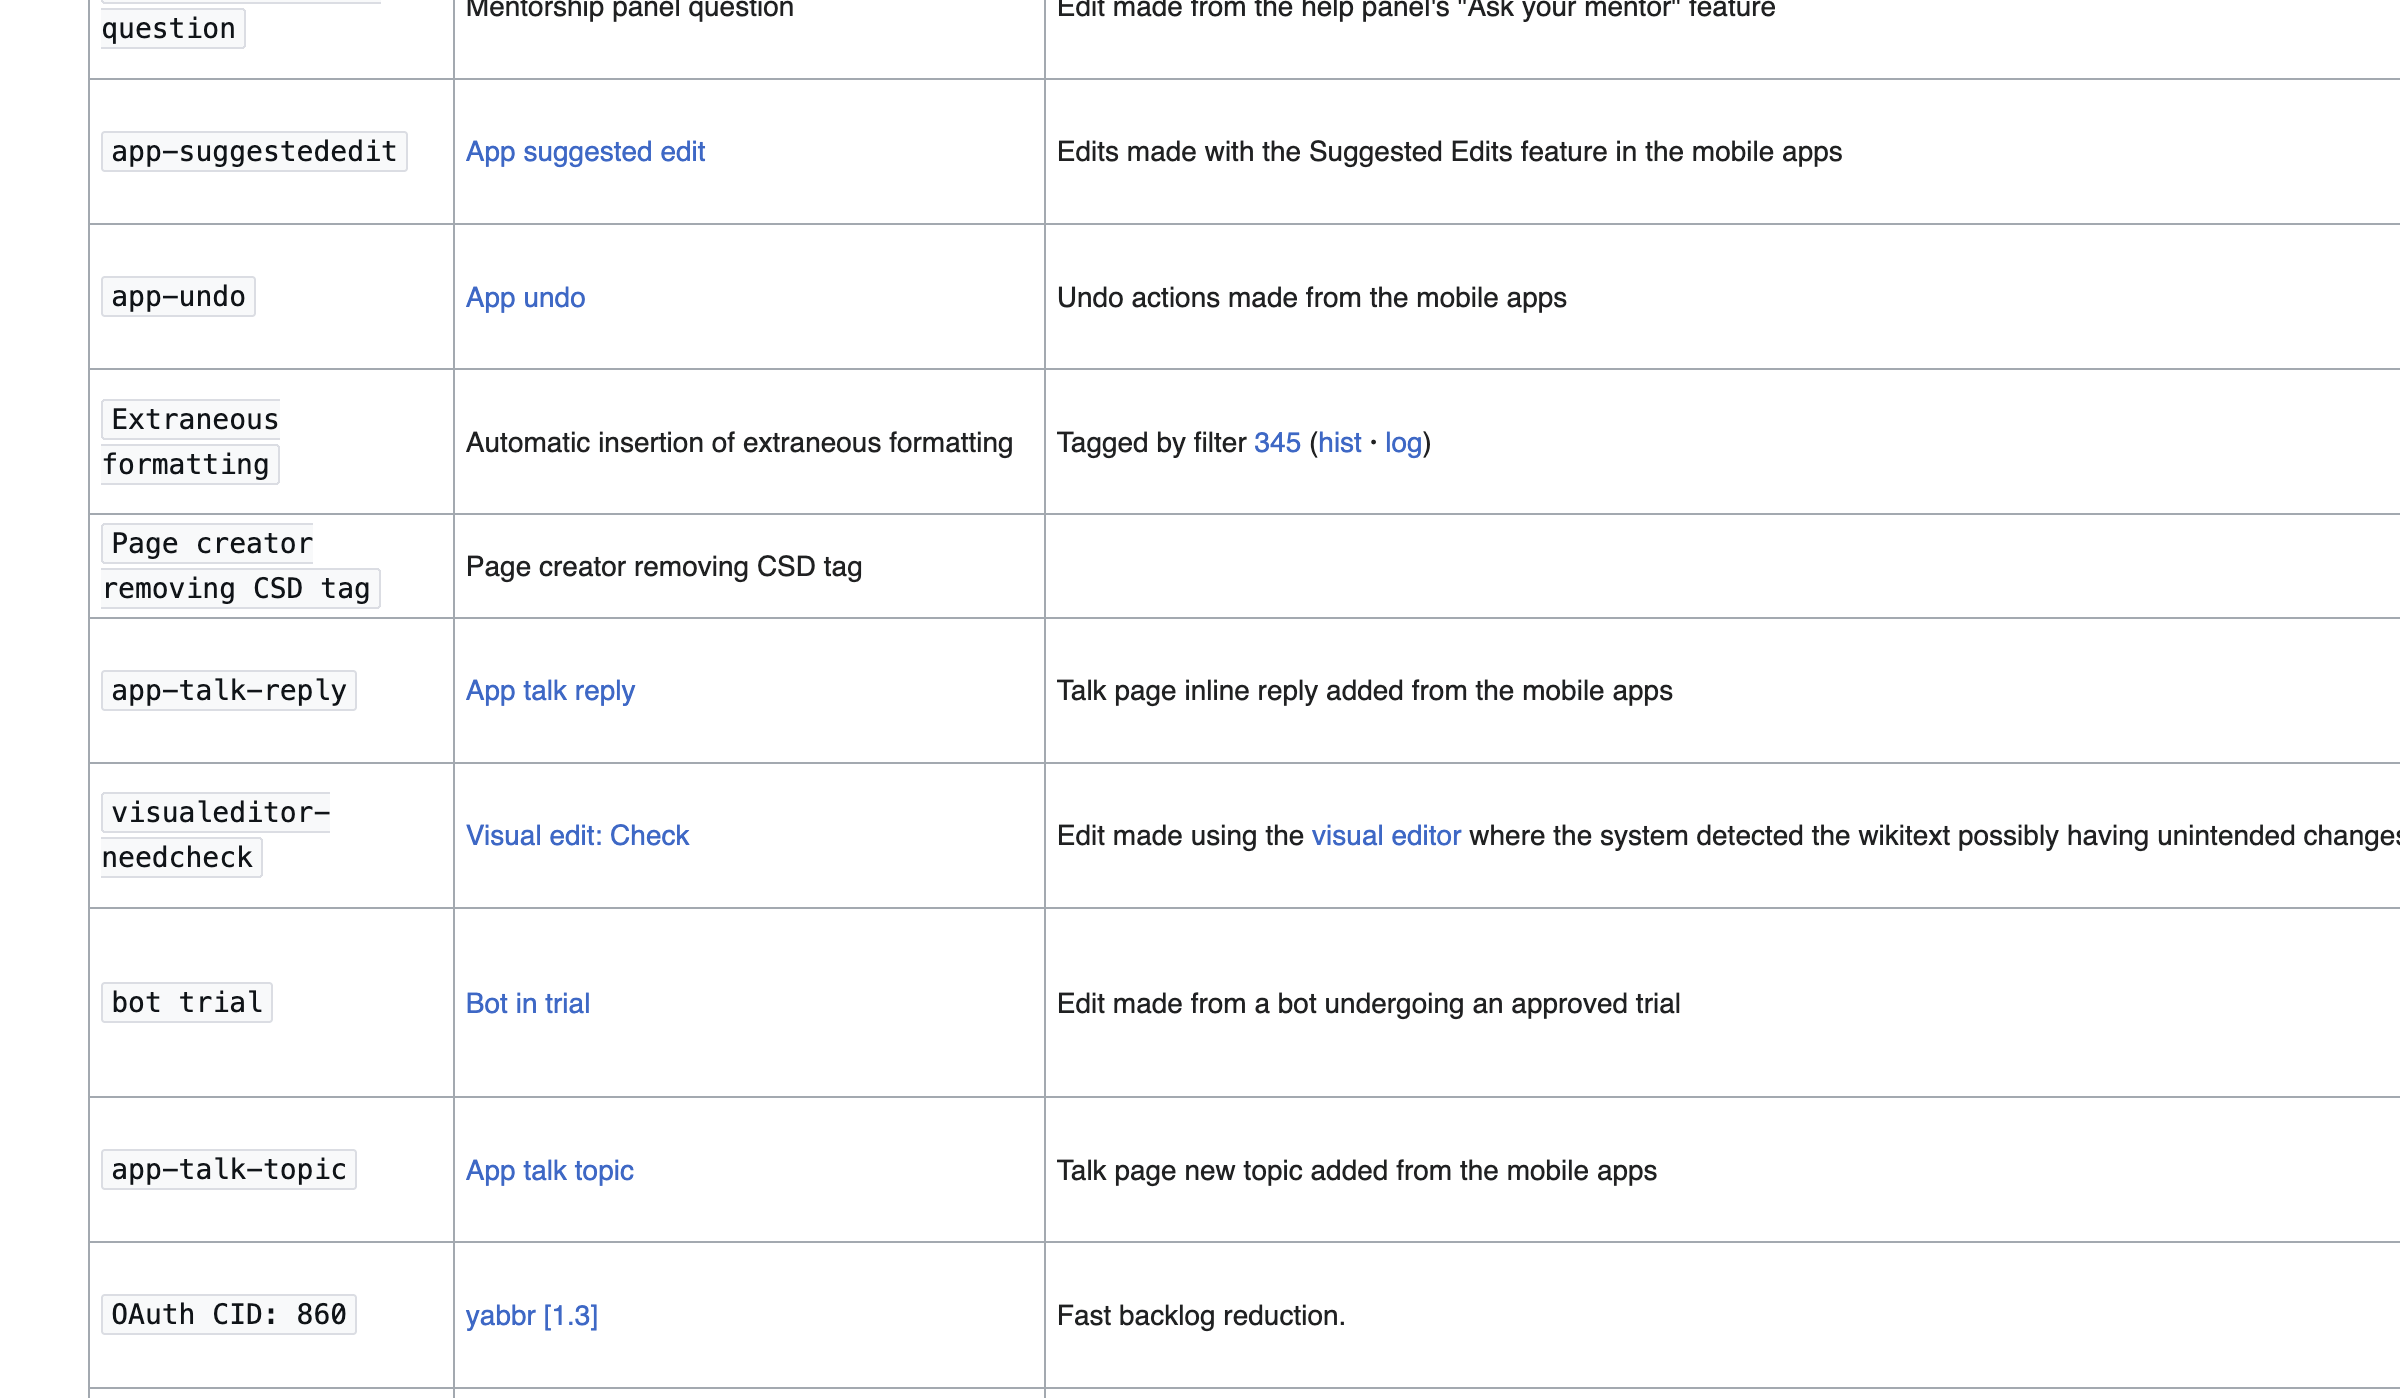 question
Mentorship panel question
Edit made from the help panel's "Ask your mentor" feature
app-suggestededit
App suggested edit
Edits made with the Suggested Edits feature in the mobile apps
app-undo
App undo
Undo actions made from the mobile apps
Extraneous
formatting
Automatic insertion of extraneous formatting
Tagged by filter 345 (hist · log)
Page creator
removing CSD tag
Page creator removing CSD tag
app-talk-reply
App talk reply
Talk page inline reply added from the mobile apps
visualeditor-
needcheck
Visual edit: Check
Edit made using the visual editor where the system detected the wikitext possibly having unintended changes
bot trial
Bot in trial
Edit made from a bot undergoing an approved trial
app-talk-topic
App talk topic
Talk page new topic added from the mobile apps
OAuth CID: 860
yabbr [1.3]
Fast backlog reduction.